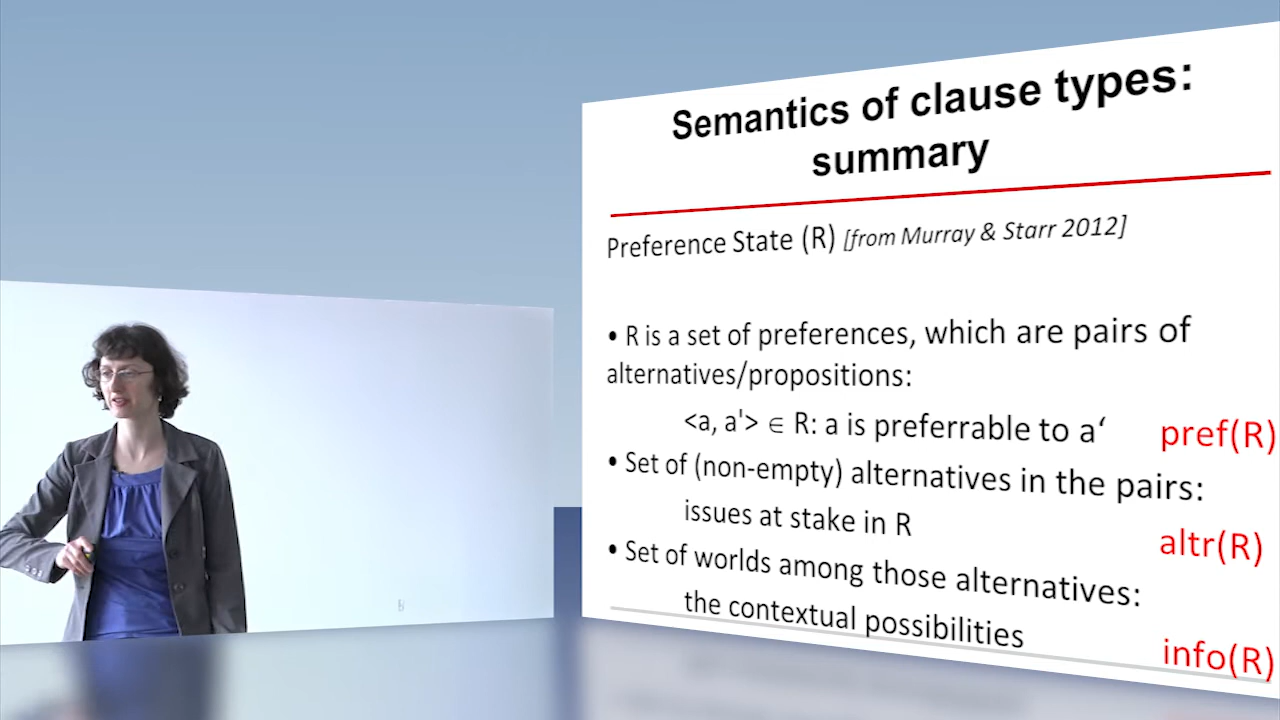 Semantics of clause types:
summary
Preference State (R) [from Murray & Starr 2012]
• R is a set of preferences, which are pairs of
alternatives/propositions:
<a, a'> ∈ R: a is preferrable to a‘ pref(R)
• Set of (non-empty) alternatives in the pairs:
issues at stake in R
altr(R)
• Set of worlds among those alternatives:
the contextual possibilities
info(R)